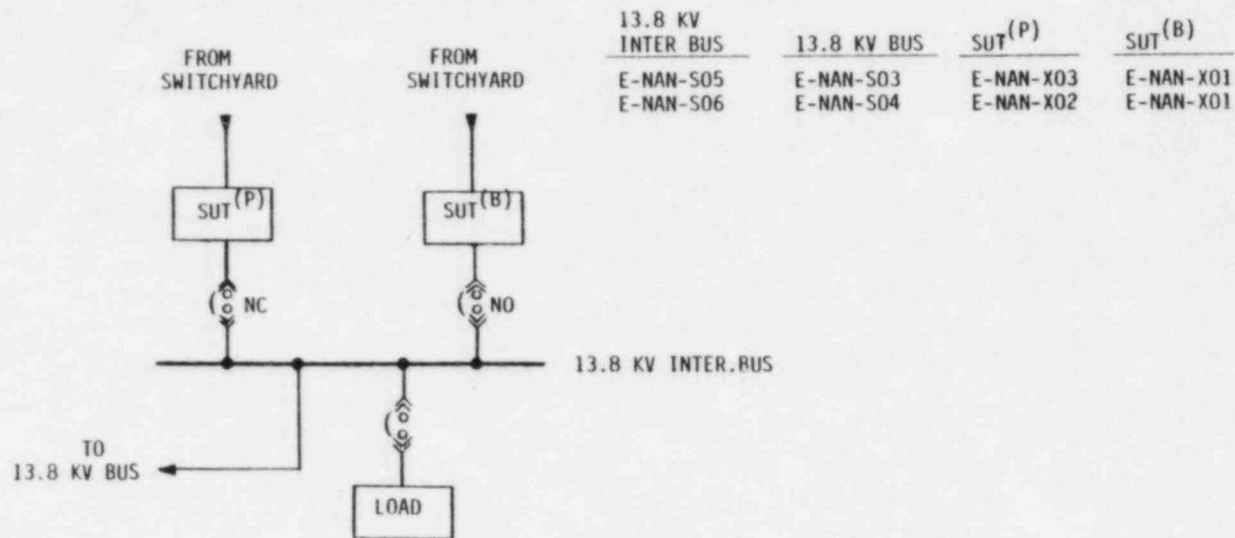 FROM
SWITCHYARD
FROM
SWITCHYARD
13.8 KV
INTER BUS 13.8 KV BUS SUT(P) SUT(B)
E-NAN-S05 E-NAN-S03 E-NAN-X03 E-NAN-X01
E-NAN-S06 E-NAN-S04 E-NAN-X02 E-NAN-X01
SUT(P)
SUT(B)
NC
NO
13.8 KV INTER.BUS
TO
13.8 KV BUS
LOAD